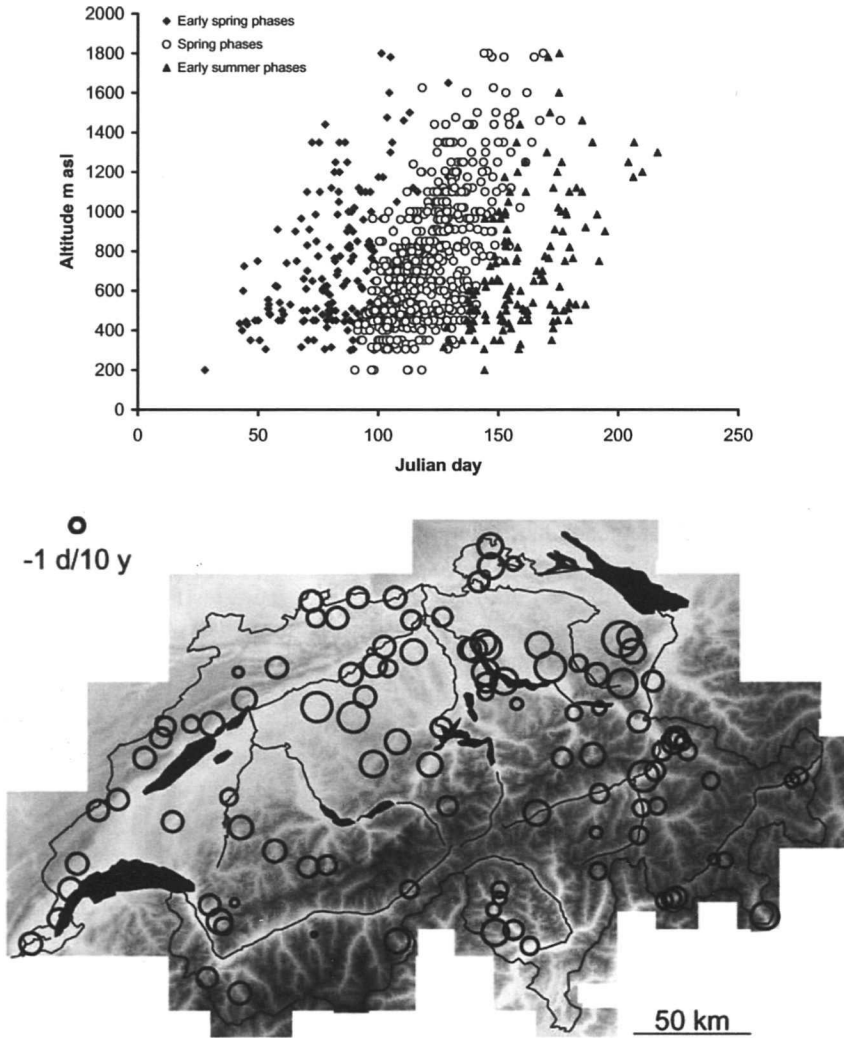 2000
1800
1600
1400
1200
1000
800
600
400
200
0
Altitude m asl
Early spring phases
Spring phases
Early summer phases
0 50 100 150 200 250
Julian day
-1 d/10 y
50 km